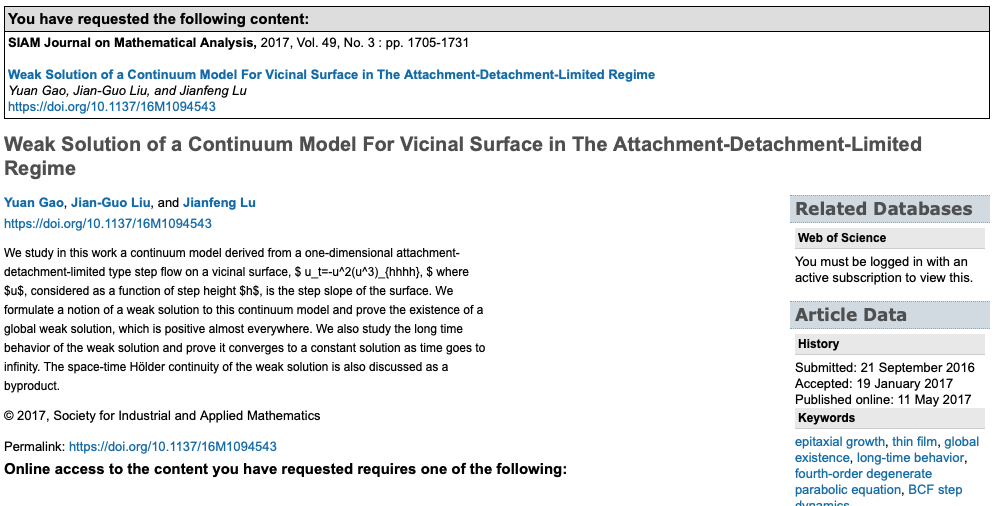 You have requested the following content:
SIAM Journal on Mathematical Analysis, 2017, Vol. 49, No. 3 : pp. 1705-1731
Weak Solution of a Continuum Model For Vicinal Surface in The Attachment-Detachment-Limited Regime
Yuan Gao, Jian-Guo Liu, and Jianfeng Lu
https://doi.org/10.1137/16M1094543
Weak Solution of a Continuum Model For Vicinal Surface in The Attachment-Detachment-Limited
Regime
Yuan Gao, Jian-Guo Liu, and Jianfeng Lu
https://doi.org/10.1137/16M1094543
We study in this work a continuum model derived from a one-dimensional attachment-
detachment-limited type step flow on a vicinal surface, $ u_t=-u^2(u^3)_{hhhh}, $ where
$u$, considered as a function of step height $h$, is the step slope of the surface. We
formulate a notion of a weak solution to this continuum model and prove the existence of a
global weak solution, which is positive almost everywhere. We also study the long time
behavior of the weak solution and prove it converges to a constant solution as time goes to
infinity. The space-time Hölder continuity of the weak solution is also discussed as a
byproduct.
© 2017, Society for Industrial and Applied Mathematics
Permalink: https://doi.org/10.1137/16M1094543
Online access to the content you have requested requires one of the following:
Related Databases
Web of Science
You must be logged in with an
active subscription to view this.
Article Data
History
Submitted: 21 September 2016
Accepted: 19 January 2017
Published online: 11 May 2017
Keywords
epitaxial growth, thin film, global
existence, long-time behavior,
fourth-order degenerate
parabolic equation, BCF step
dynamics